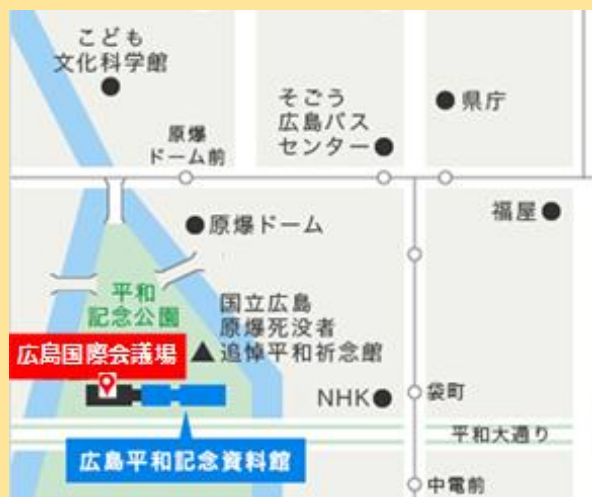 こども
文化科学館
そごう
広島バス
センター
県庁
原爆
ドーム前
原爆ドーム
福屋
平和
記念公園
国立広島
原爆死没者
追悼平和祈念館
広島国際会議場
NHK
袋町
平和大通り
広島平和記念資料館
中電前